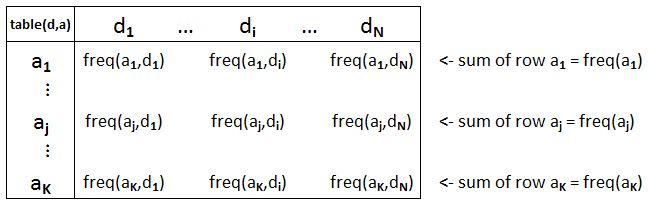 table(d,a) d₁ ... dᵢ ... d_N
a₁ freq(a₁,d₁) freq(a₁,dᵢ) freq(a₁,d_N) <- sum of row a₁ = freq(a₁)
⋮
aⱼ freq(aⱼ,d₁) freq(aⱼ,dᵢ) freq(aⱼ,d_N) <- sum of row aⱼ = freq(aⱼ)
⋮
a_K freq(a_K,d₁) freq(a_K,dᵢ) freq(a_K,d_N) <- sum of row a_K = freq(a_K)